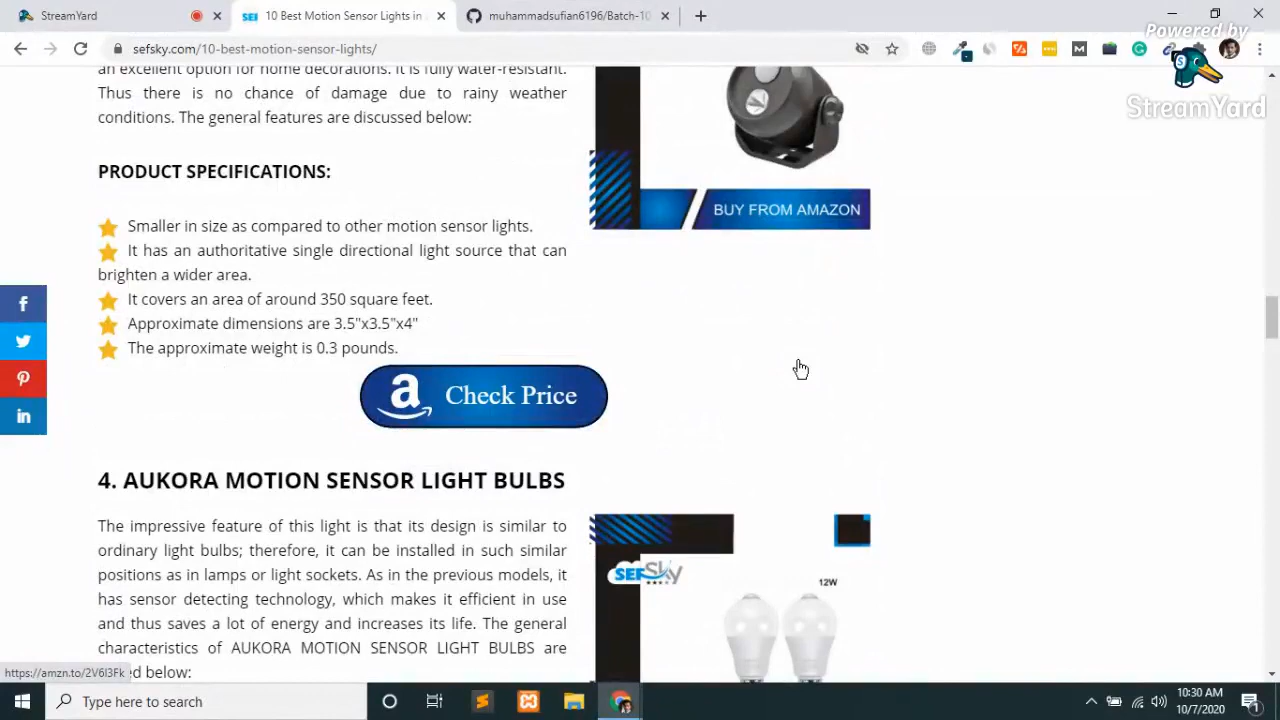 StreamYard
10 Best Motion Sensor Lights in
muhammadsufian6196/Batch-10
Powered by
StreamYard
sefsky.com/10-best-motion-sensor-lights/
an excellent option for home decorations. It is fully water-resistant.
Thus there is no chance of damage due to rainy weather
conditions. The general features are discussed below:
PRODUCT SPECIFICATIONS:
BUY FROM AMAZON
Smaller in size as compared to other motion sensor lights.
It has an authoritative single directional light source that can
brighten a wider area.
It covers an area of around 350 square feet.
Approximate dimensions are 3.5"x3.5"x4"
The approximate weight is 0.3 pounds.
Check Price
4. AUKORA MOTION SENSOR LIGHT BULBS
The impressive feature of this light is that its design is similar to
ordinary light bulbs; therefore, it can be installed in such similar
positions as in lamps or light sockets. As in the previous models, it
has sensor detecting technology, which makes it efficient in use
and thus saves a lot of energy and increases its life. The general
characteristics of AUKORA MOTION SENSOR LIGHT BULBS are
d below:
SEFSky
12W
https://amzn.to/2V6I3Fk
Type here to search
10:30 AM
10/7/2020